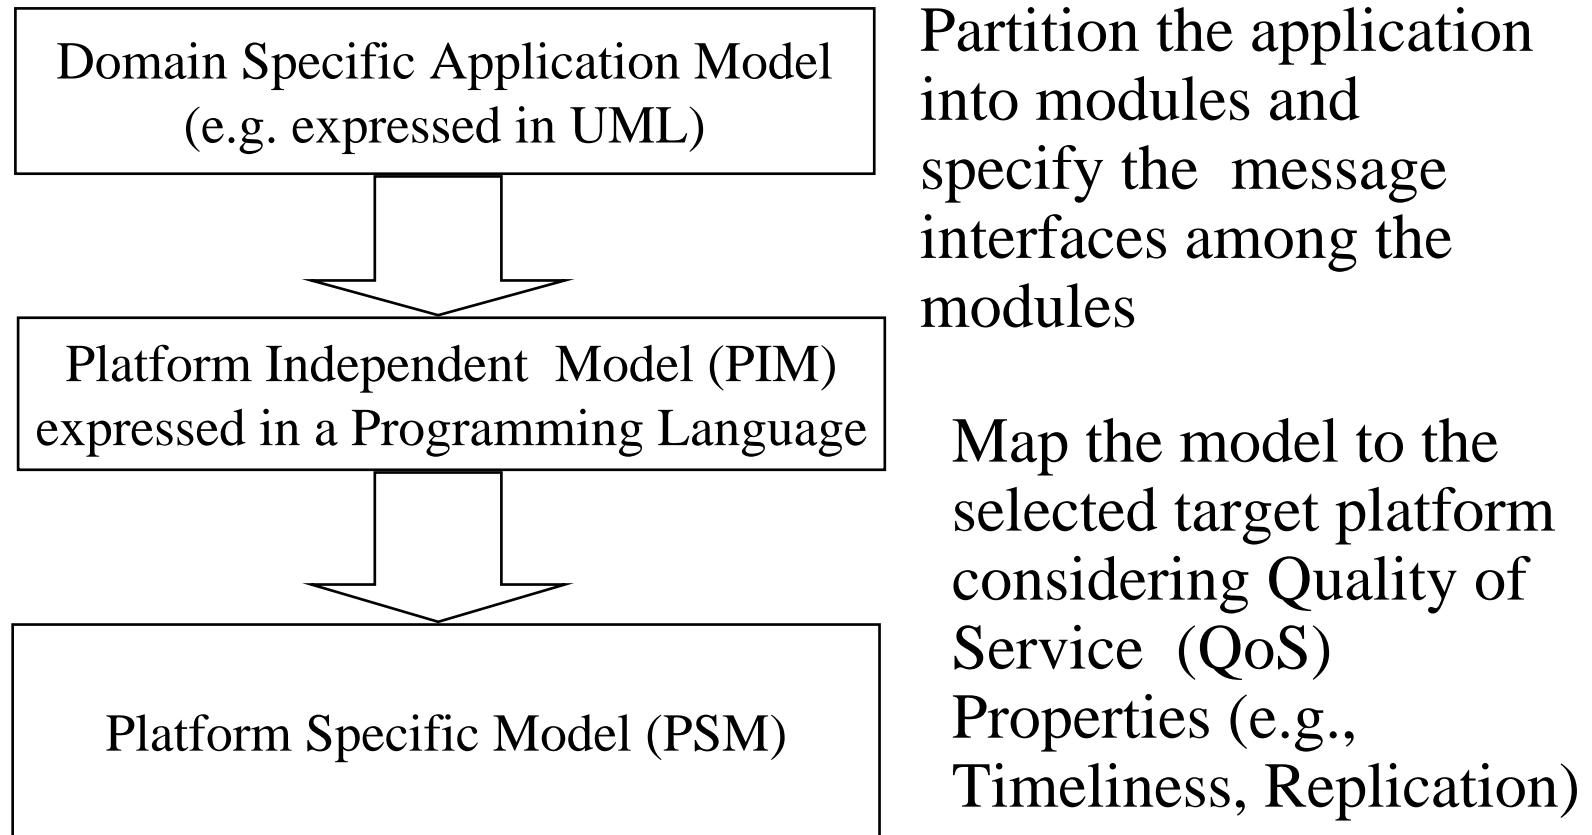 Domain Specific Application Model
(e.g. expressed in UML)
Partition the application
into modules and
specify the message
interfaces among the
modules
Platform Independent Model (PIM)
expressed in a Programming Language
Map the model to the
selected target platform
considering Quality of
Service (QoS)
Properties (e.g.,
Timeliness, Replication)
Platform Specific Model (PSM)